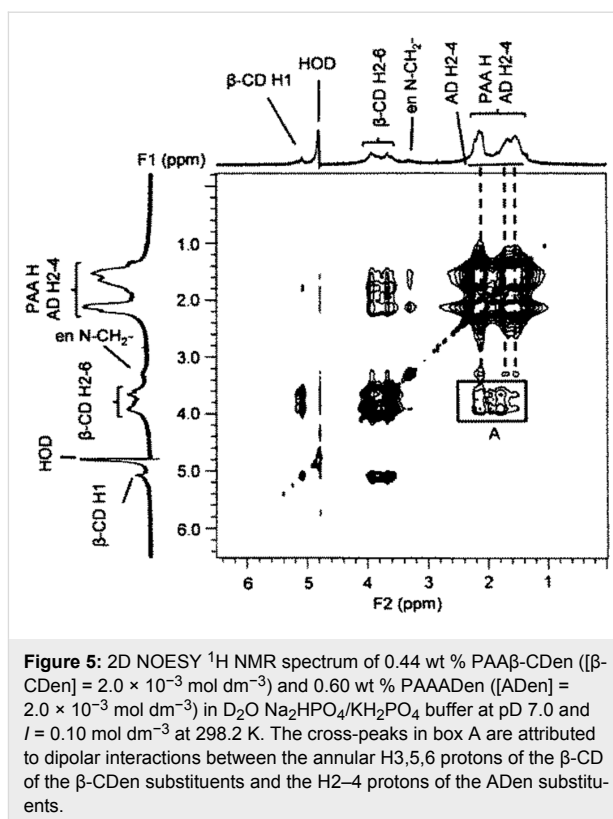 β-CD H1
HOD
β-CD H2-6
en N-CH₂-
AD H2-4
PAA H
AD H2-4
F1 (ppm)
PAA H
AD H2-4
en N-CH₂-
β-CD H2-6
HOD
β-CD H1
1.0
2.0
3.0
4.0
5.0
6.0
A
6 5 4 3 2 1
F2 (ppm)
Figure 5: 2D NOESY ¹H NMR spectrum of 0.44 wt % PAAβ-CDen ([β-
CDen] = 2.0 × 10⁻³ mol dm⁻³) and 0.60 wt % PAAADen ([ADen] =
2.0 × 10⁻³ mol dm⁻³) in D₂O Na₂HPO₄/KH₂PO₄ buffer at pD 7.0 and
I = 0.10 mol dm⁻³ at 298.2 K. The cross-peaks in box A are attributed
to dipolar interactions between the annular H3,5,6 protons of the β-CD
of the β-CDen substituents and the H2–4 protons of the ADen substitu-
ents.